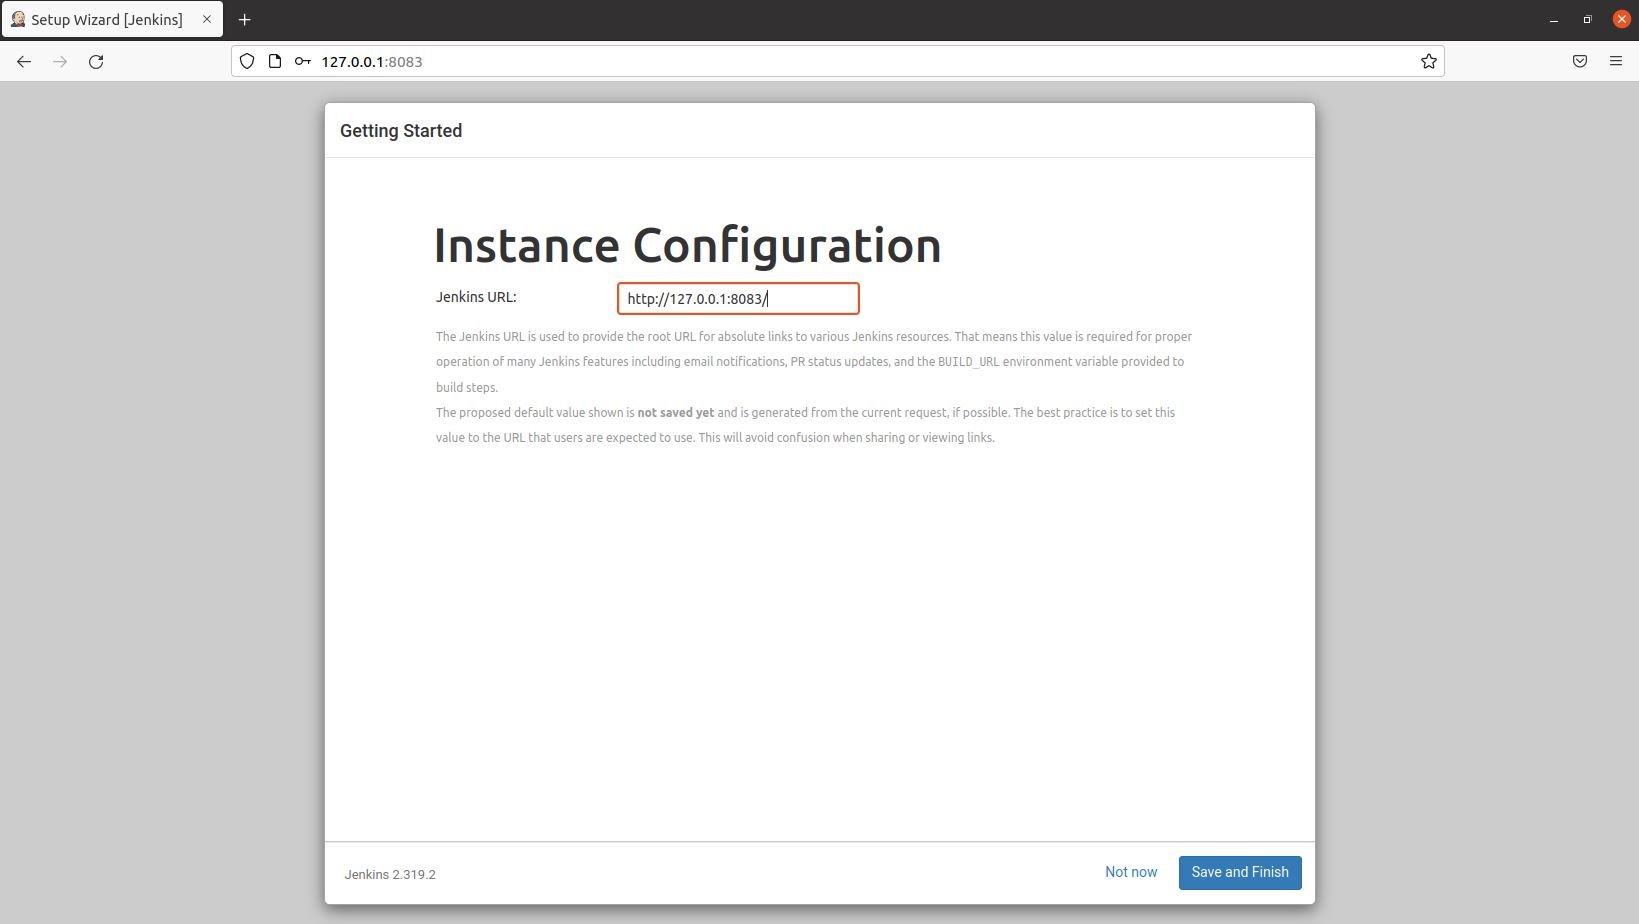 Setup Wizard [Jenkins]
127.0.0.1:8083
Getting Started
Instance Configuration
Jenkins URL:
http://127.0.0.1:8083/
The Jenkins URL is used to provide the root URL for absolute links to various Jenkins resources. That means this value is required for proper
operation of many Jenkins features including email notifications, PR status updates, and the BUILD_URL environment variable provided to
build steps.
The proposed default value shown is not saved yet and is generated from the current request, if possible. The best practice is to set this
value to the URL that users are expected to use. This will avoid confusion when sharing or viewing links.
Jenkins 2.319.2
Not now
Save and Finish